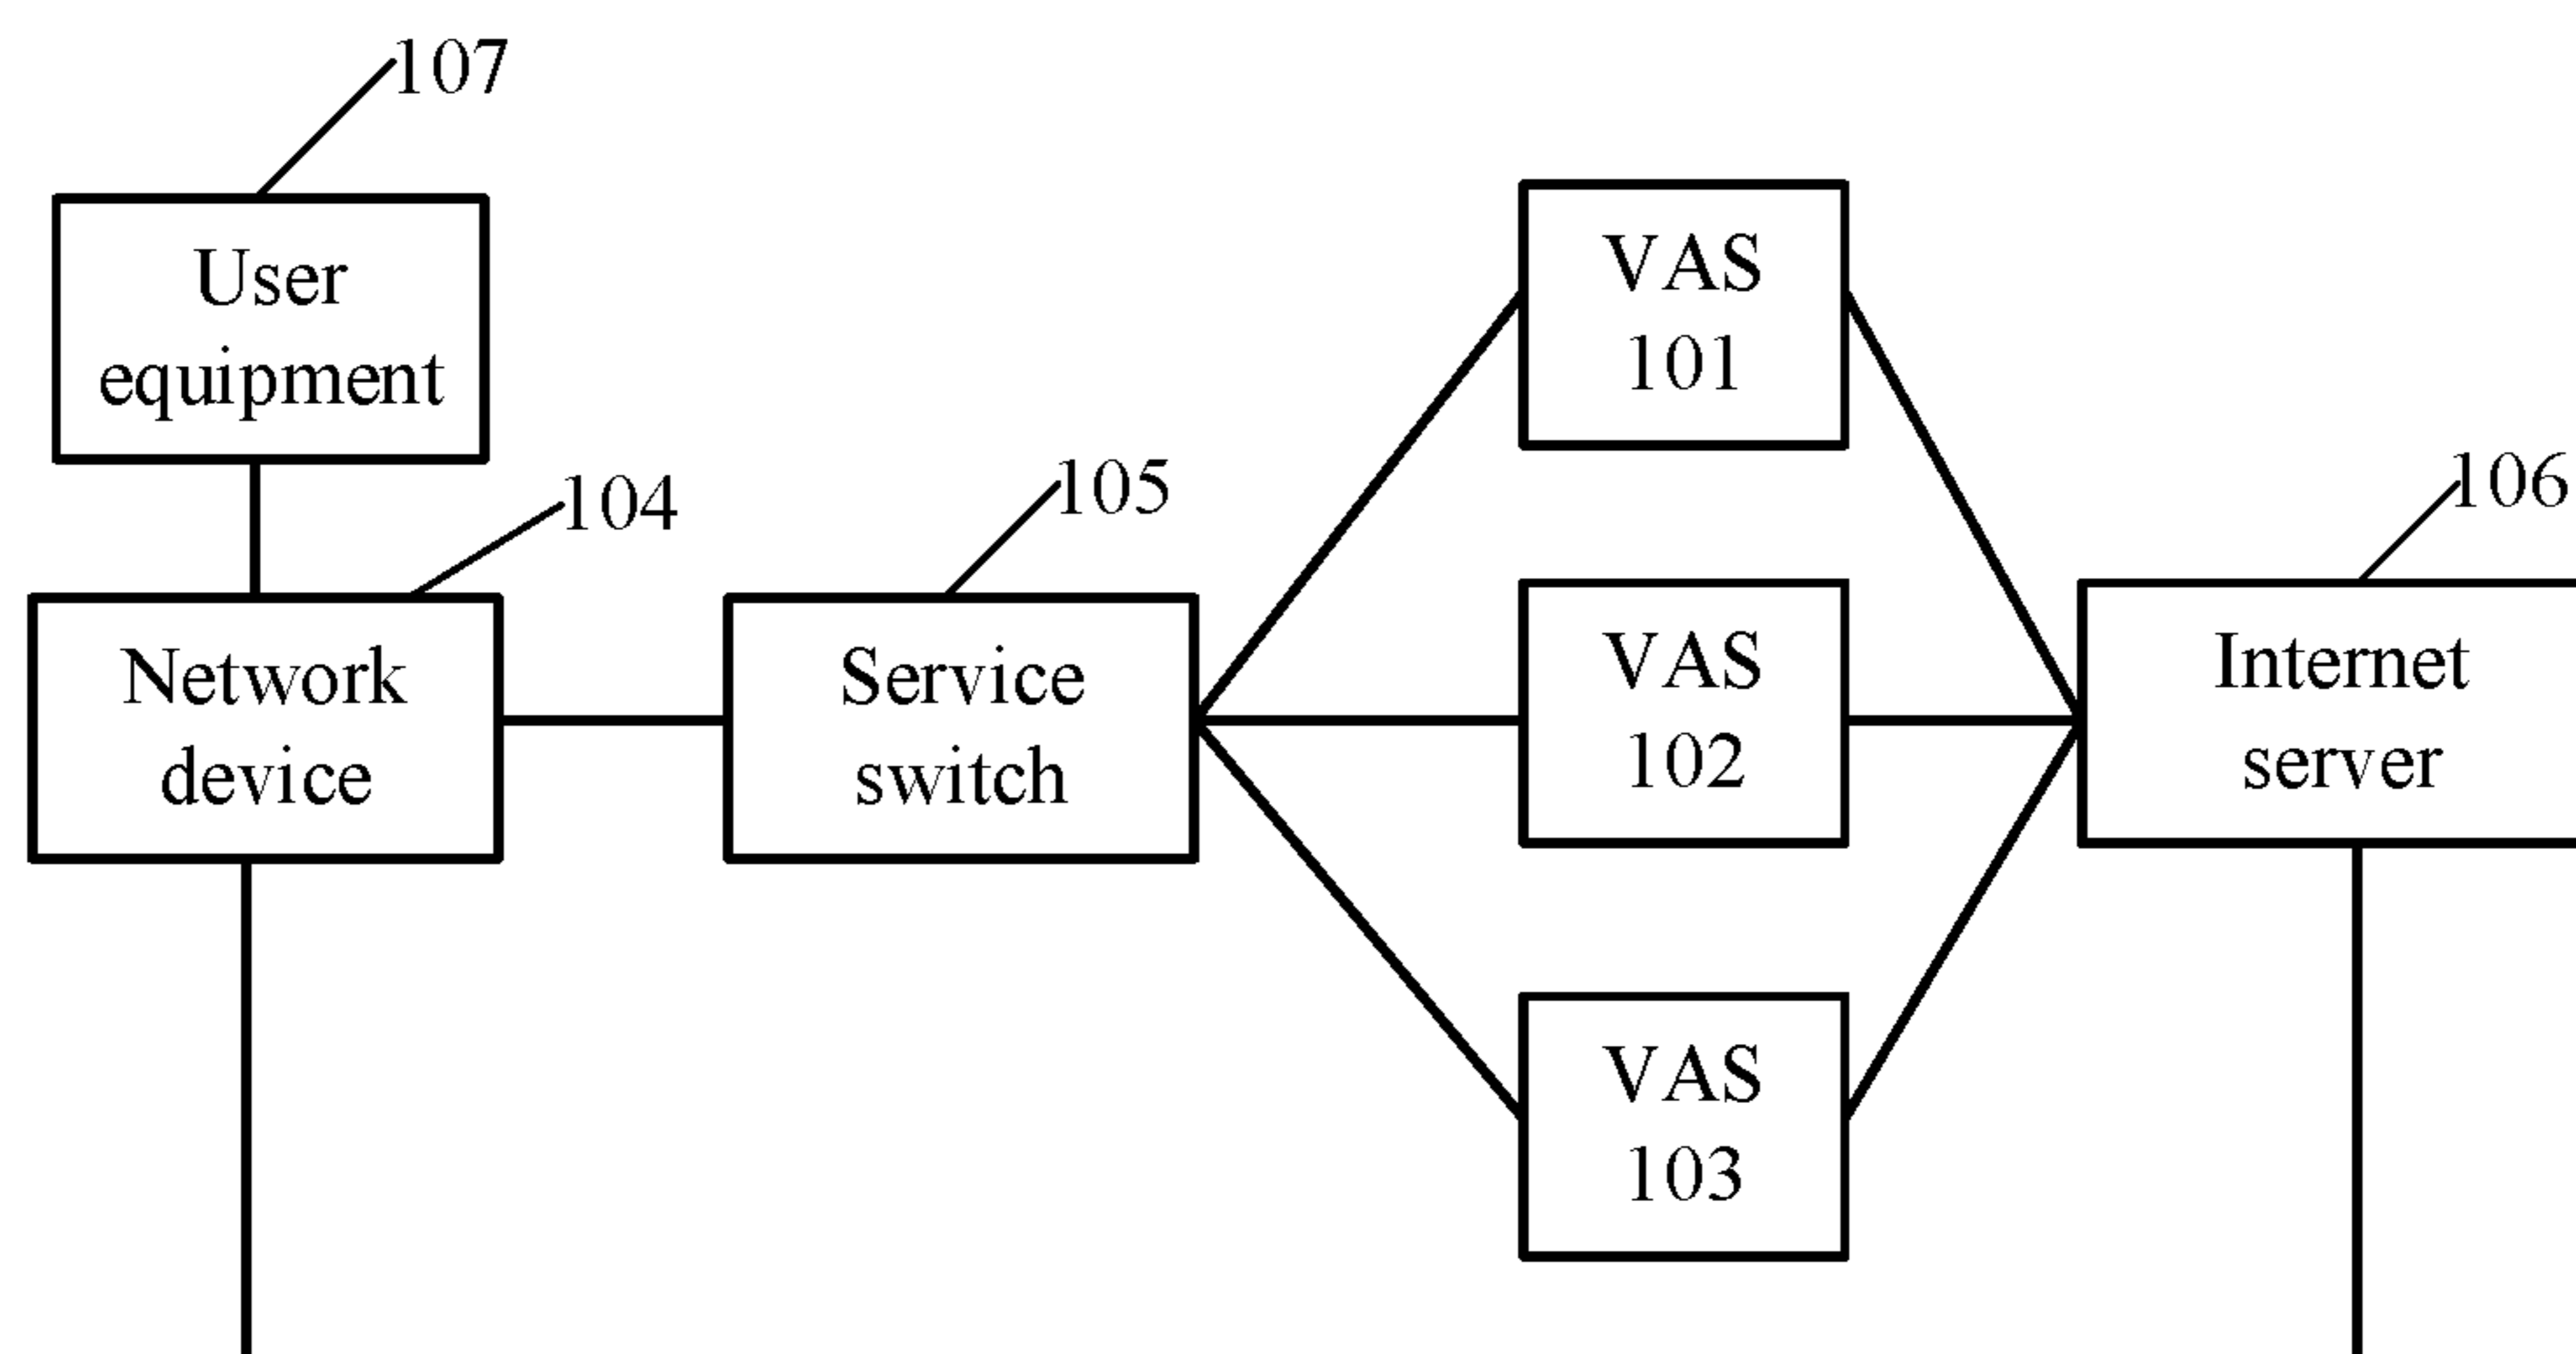 107
User
equipment
104
Network
device
105
Service
switch
VAS
101
VAS
102
VAS
103
106
Internet
server